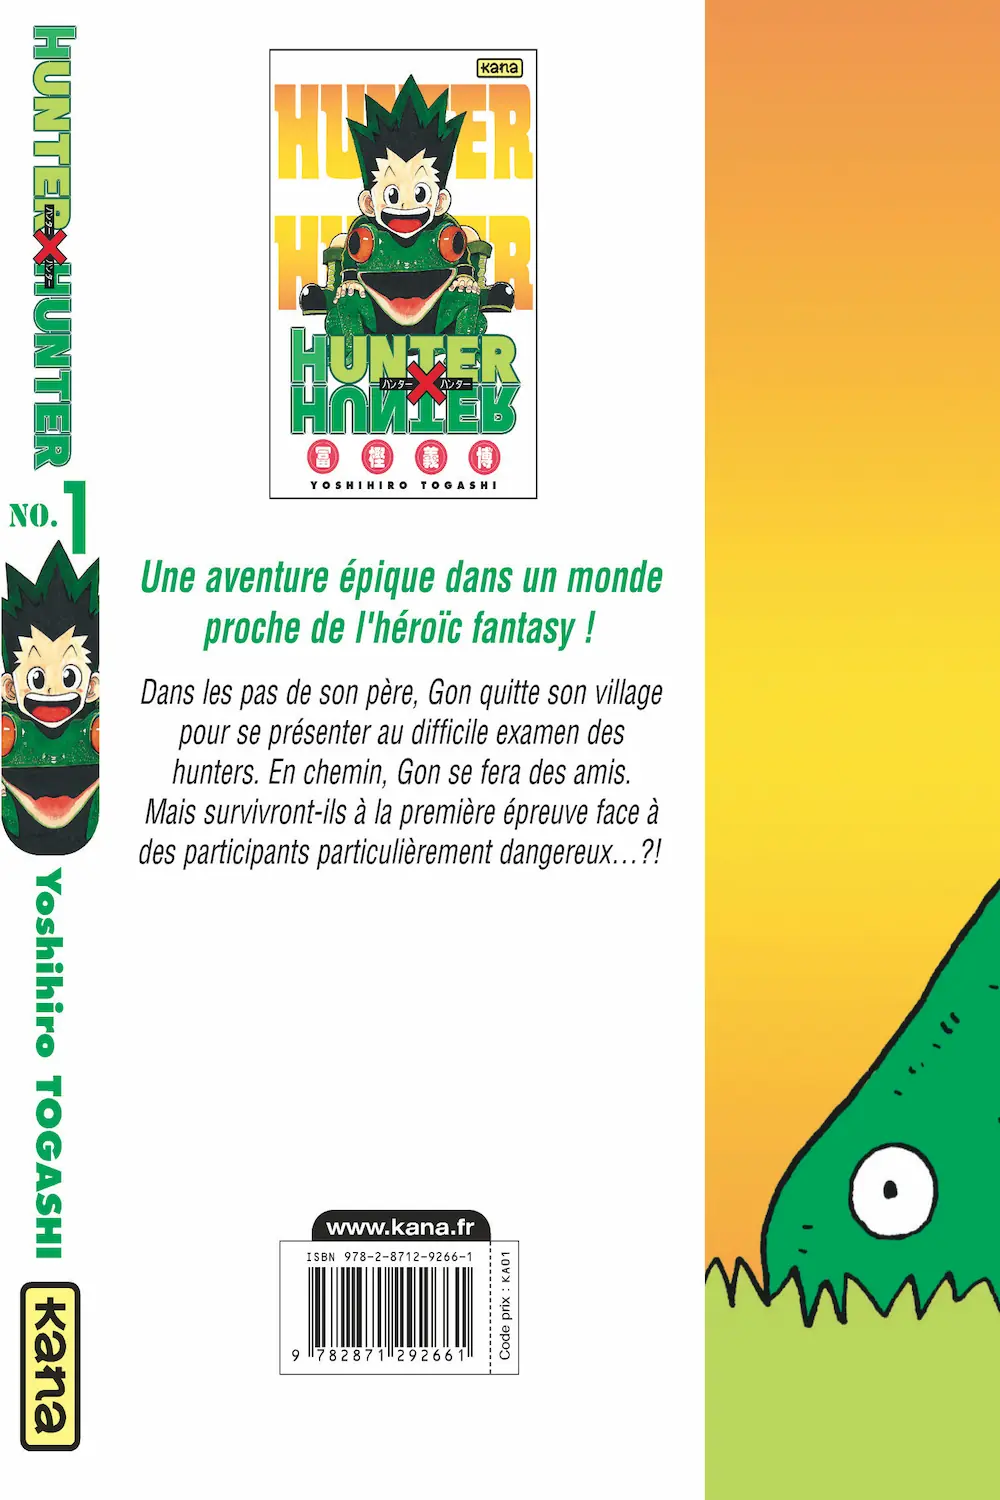 HUNTER
ハンター
×
ハンター
HUNTER
NO.1
Yoshihiro TOGASHI
kana
kana
HUNTER
HUNTER
HUNTER
ハンター×ハンター
HUNTER
冨樫義博
YOSHIHIRO TOGASHI
Une aventure épique dans un monde
proche de l'héroïc fantasy !
Dans les pas de son père, Gon quitte son village
pour se présenter au difficile examen des
hunters. En chemin, Gon se fera des amis.
Mais survivront-ils à la première épreuve face à
des participants particulièrement dangereux...?!
www.kana.fr
ISBN 978-2-8712-9266-1
9 782871 292661
Code prix : KA01